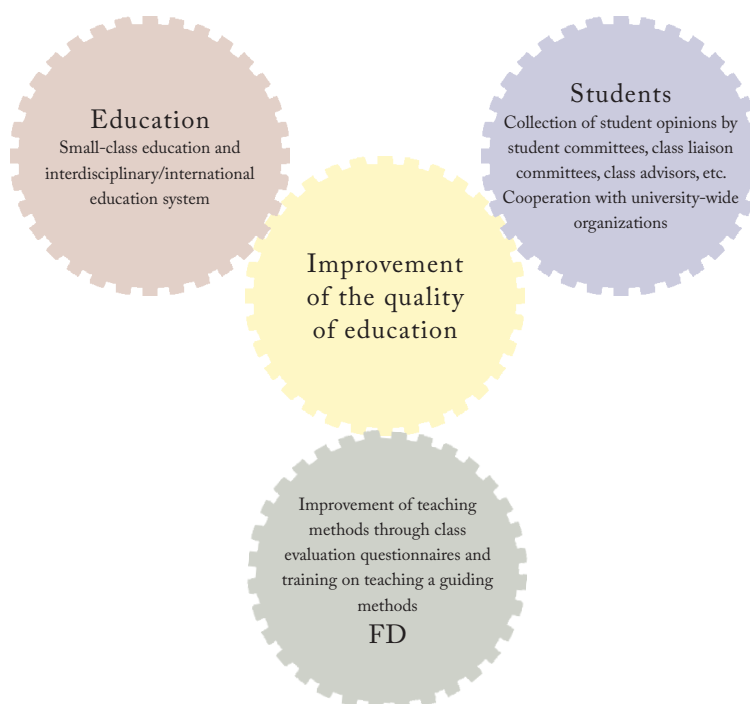 Education
Small-class education and
interdisciplinary/international
education system
Students
Collection of student opinions by
student committees, class liaison
committees, class advisors, etc.
Cooperation with university-wide
organizations
Improvement
of the quality
of education
Improvement of teaching
methods through class
evaluation questionnaires and
training on teaching a guiding
methods
FD